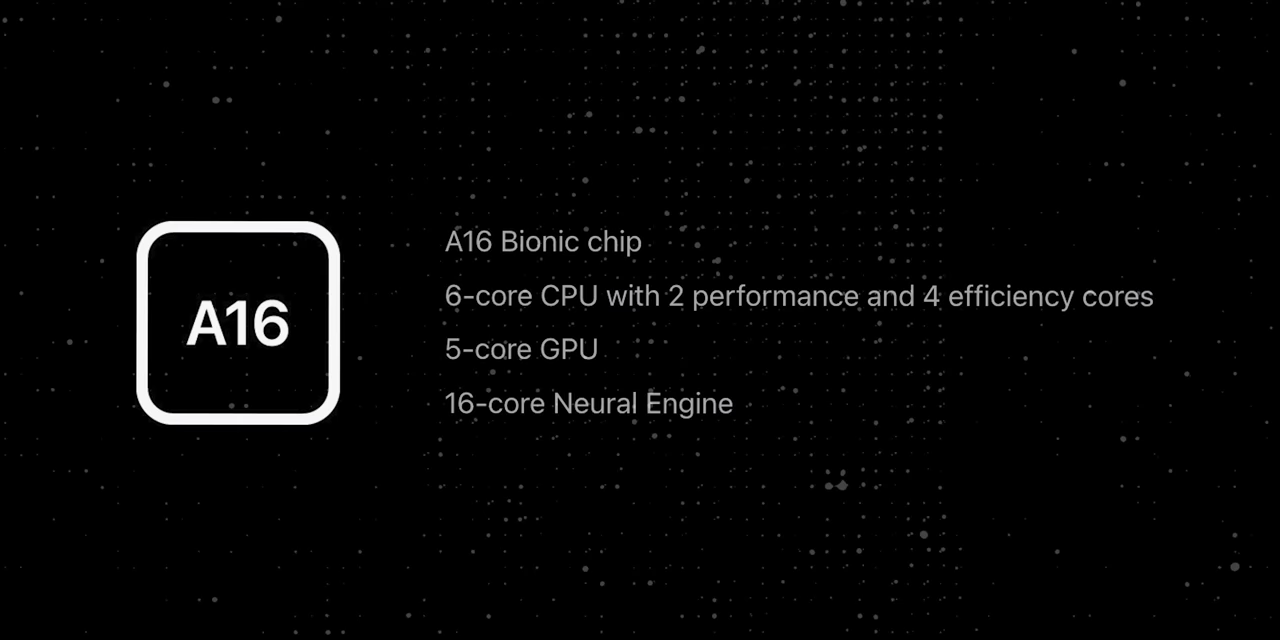 A16
A16 Bionic chip
6-core CPU with 2 performance and 4 efficiency cores
5-core GPU
16-core Neural Engine